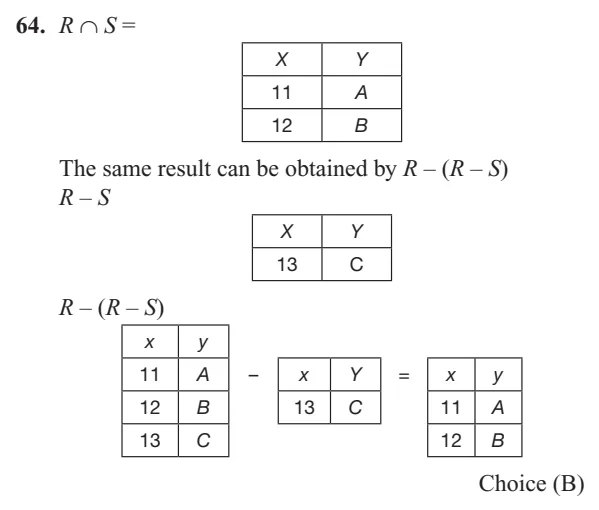 64. R ∩ S =
X Y
11 A
12 B
The same result can be obtained by R – (R – S)
R – S
X Y
13 C
R – (R – S)
x y
11 A
12 B
13 C
–
x Y
13 C
=
x y
11 A
12 B
Choice (B)